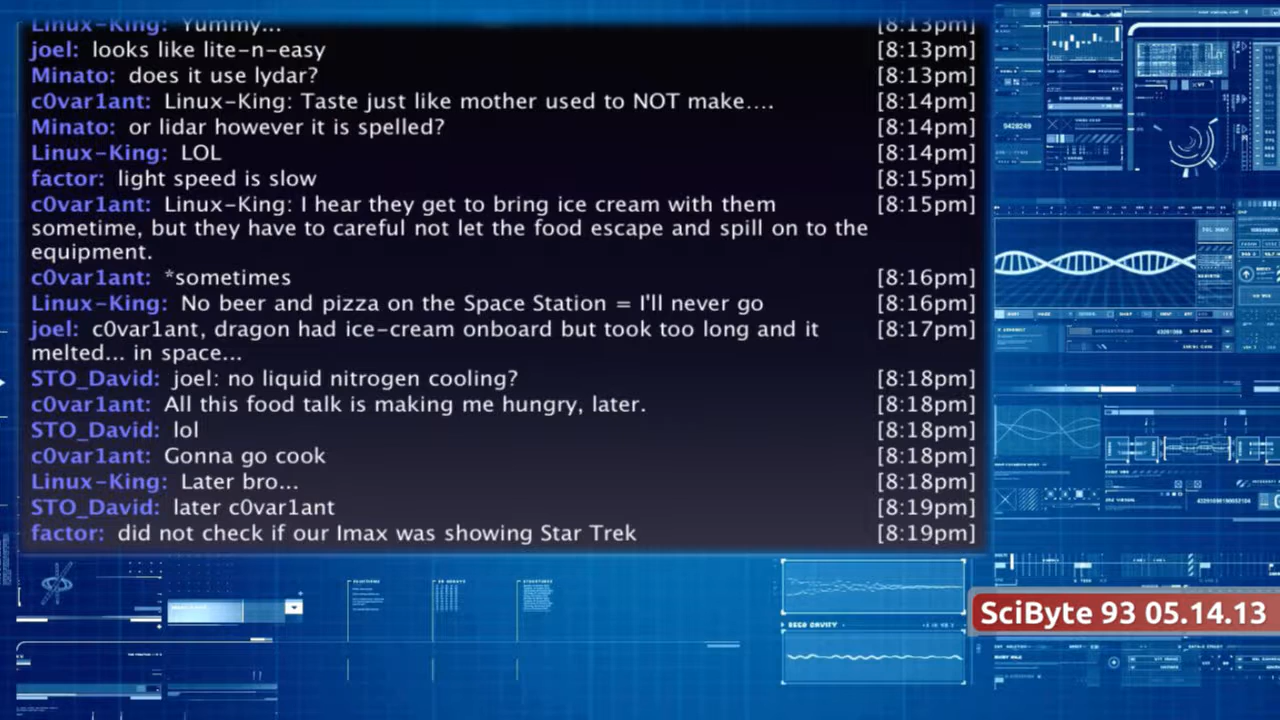 Linux-King: Yummy... [8:13pm]
joel: looks like lite-n-easy [8:13pm]
Minato: does it use lydar? [8:13pm]
c0var1ant: Linux-King: Taste just like mother used to NOT make.... [8:14pm]
Minato: or lidar however it is spelled? [8:14pm]
Linux-King: LOL [8:14pm]
factor: light speed is slow [8:15pm]
c0var1ant: Linux-King: I hear they get to bring ice cream with them [8:15pm]
sometime, but they have to careful not let the food escape and spill on to the
equipment.
c0var1ant: *sometimes [8:16pm]
Linux-King: No beer and pizza on the Space Station = I'll never go [8:16pm]
joel: c0var1ant, dragon had ice-cream onboard but took too long and it [8:17pm]
melted... in space...
STO_David: joel: no liquid nitrogen cooling? [8:18pm]
c0var1ant: All this food talk is making me hungry, later. [8:18pm]
STO_David: lol [8:18pm]
c0var1ant: Gonna go cook [8:18pm]
Linux-King: Later bro... [8:18pm]
STO_David: later c0var1ant [8:19pm]
factor: did not check if our Imax was showing Star Trek [8:19pm]
SciByte 93 05.14.13